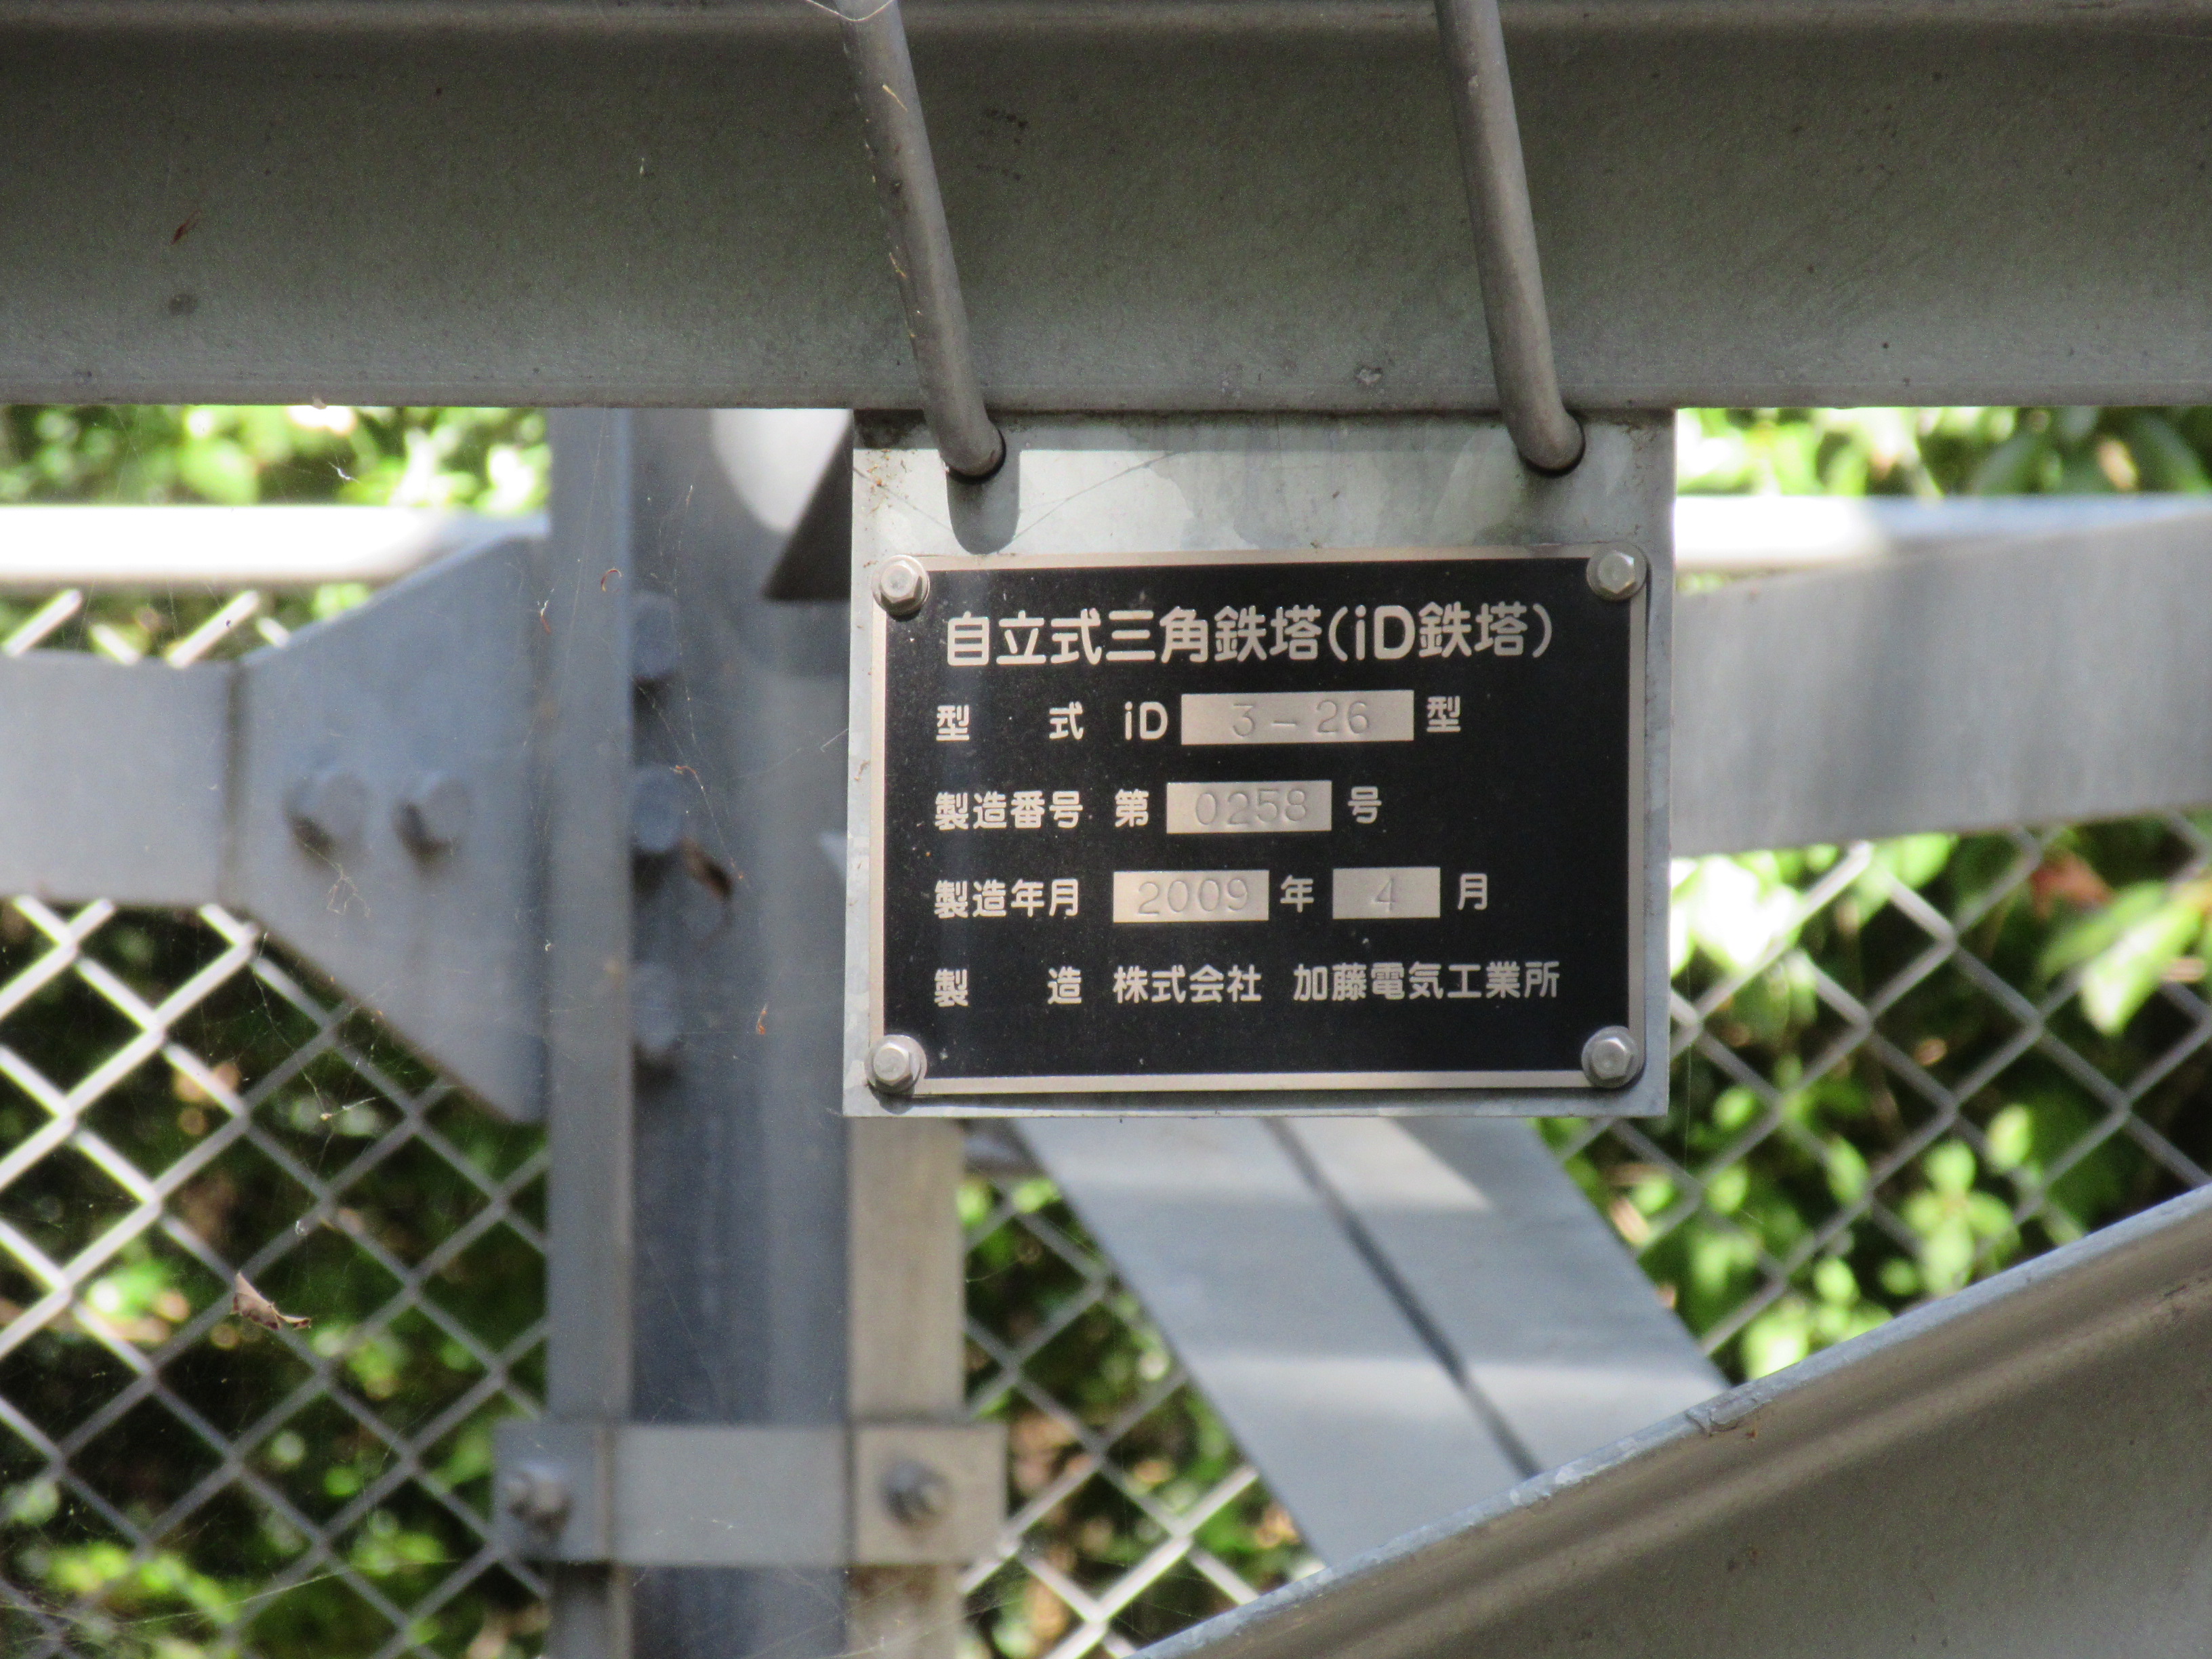 自立式三角鉄塔(iD鉄塔)
型 式 iD 3-26 型
製造番号 第 0258 号
製造年月 2009 年 4 月
製 造 株式会社 加藤電気工業所